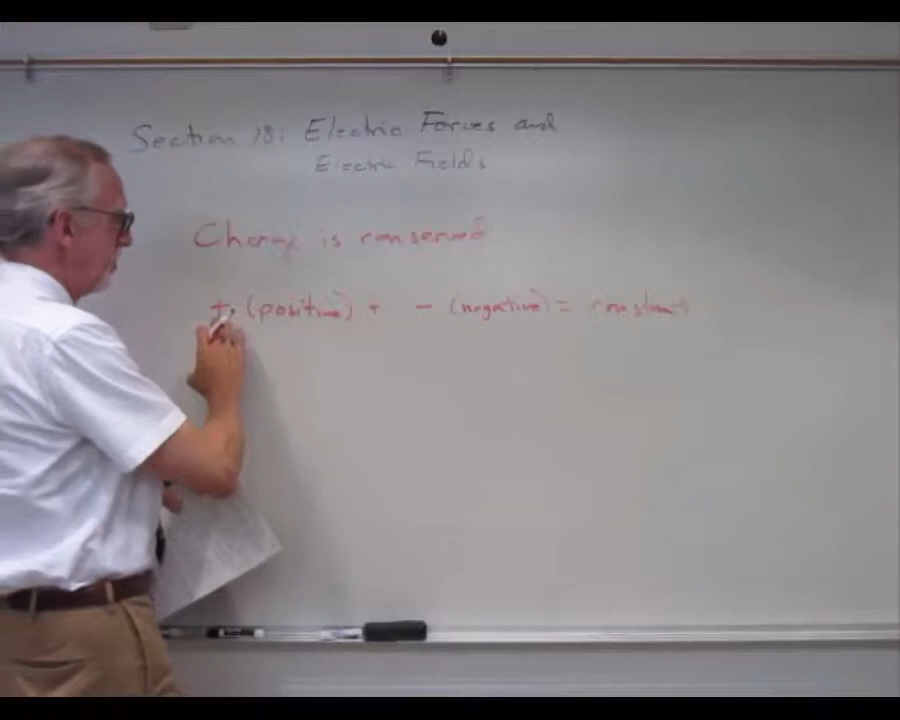 Section 18: Electric Forces and
Electric Fields
Charge is conserved
+ (positive) + - (negative) = constant